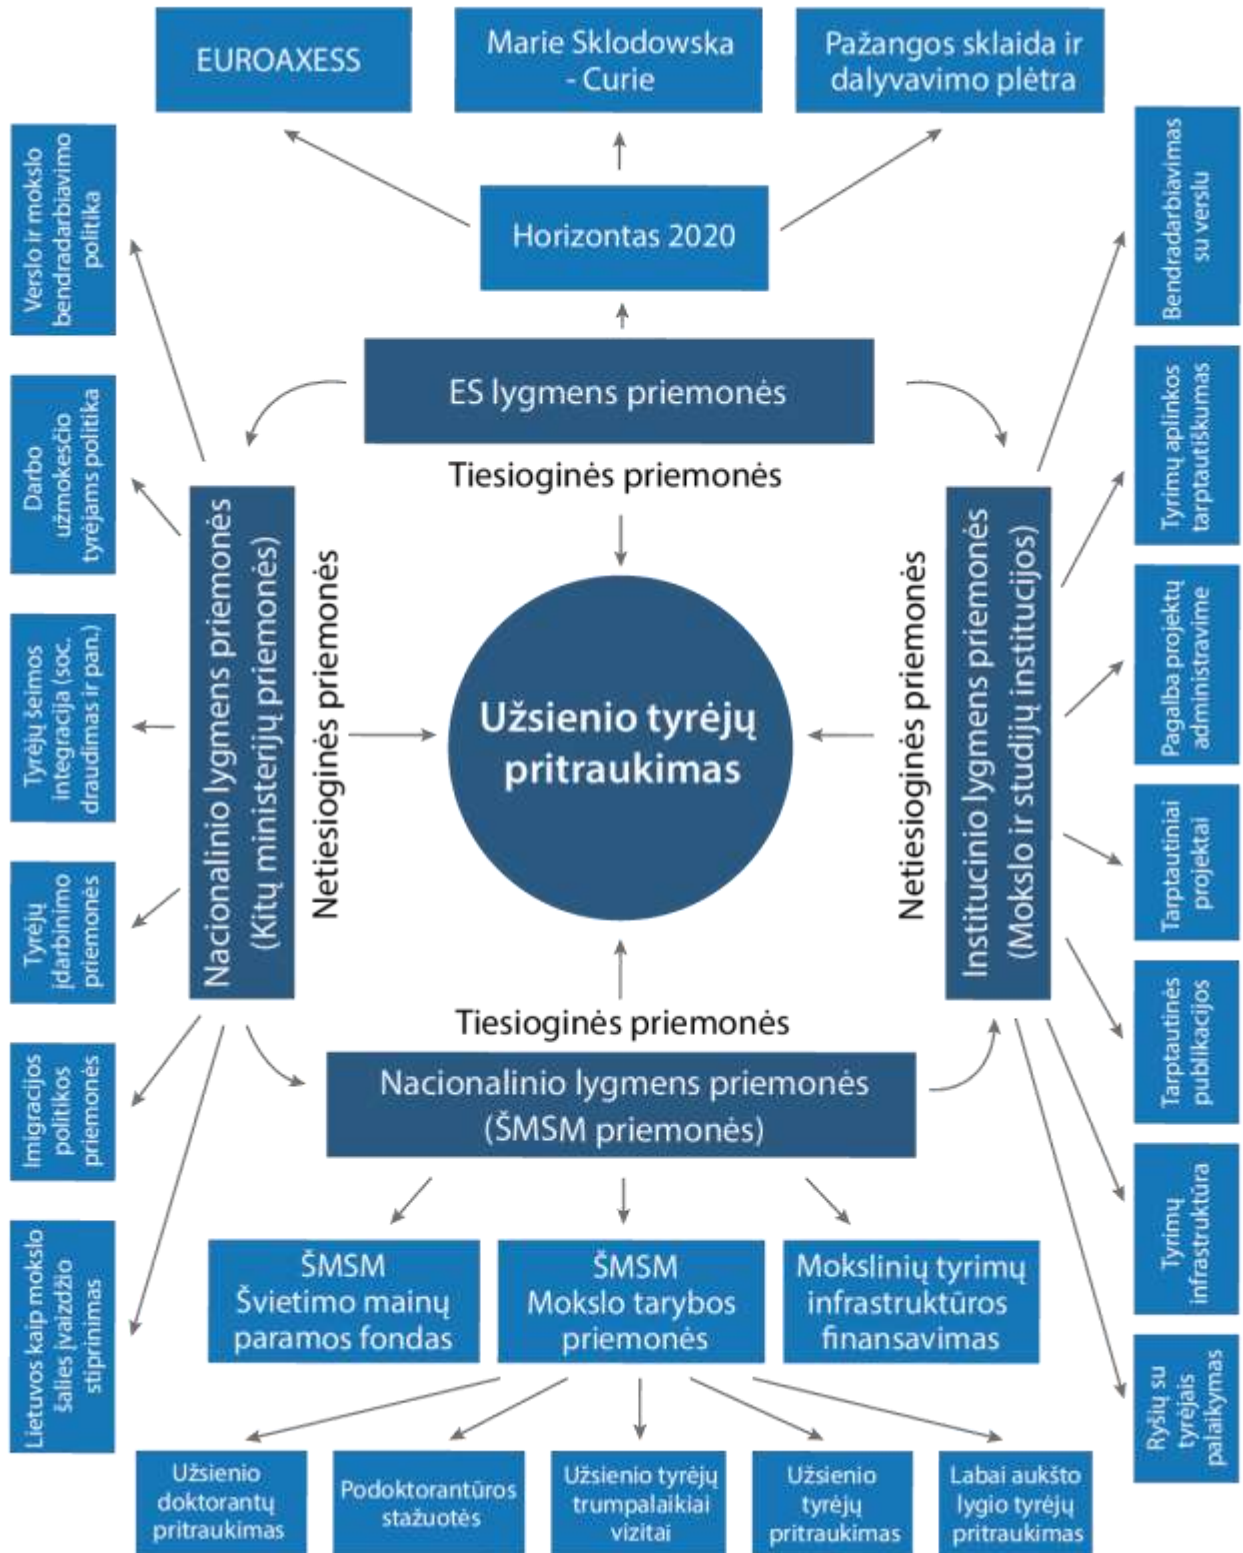 EUROAXESS
Marie Sklodowska
- Curie
Pažangos sklaida ir
dalyvavimo plėtra
Horizontas 2020
ES lygmens priemonės
Tiesioginės priemonės
Verslo ir mokslo
bendradarbiavimo
politika
Darbo
užmokesčio
tyrėjams politika
Tyrėjų šeimos
integracija (soc.
draudimas ir pan.)
Tyrėjų
įdarbinimo
priemonės
Imigracijos
politikos
priemonės
Lietuvos kaip mokslo
šalies įvaizdžio
stiprinimas
Nacionalinio lygmens priemonės
(Kitų ministerijų priemonės)
Netiesioginės priemonės
Užsienio tyrėjų
pritraukimas
Netiesioginės priemonės
Institucinio lygmens priemonės
(Mokslo ir studijų institucijos)
Bendradarbiavimas
su verslu
Tyrimų aplinkos
tarptautiškumas
Pagalba projektų
administravime
Tarptautiniai
projektai
Tarptautinės
publikacijos
Tyrimų
infrastruktūra
Ryšių su
tyrėjais
palaikymas
Tiesioginės priemonės
Nacionalinio lygmens priemonės
(ŠMSM priemonės)
ŠMSM
Švietimo mainų
paramos fondas
ŠMSM
Mokslo tarybos
priemonės
Mokslinių tyrimų
infrastruktūros
finansavimas
Užsienio
doktorantų
pritraukimas
Podoktorantūros
stažuotės
Užsienio tyrėjų
trumpalaikiai
vizitai
Užsienio
tyrėjų
pritraukimas
Labai aukšto
lygio tyrėjų
pritraukimas